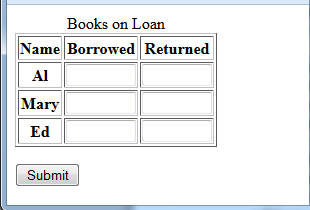 Books on Loan
Name Borrowed Returned
Al
Mary
Ed
Submit